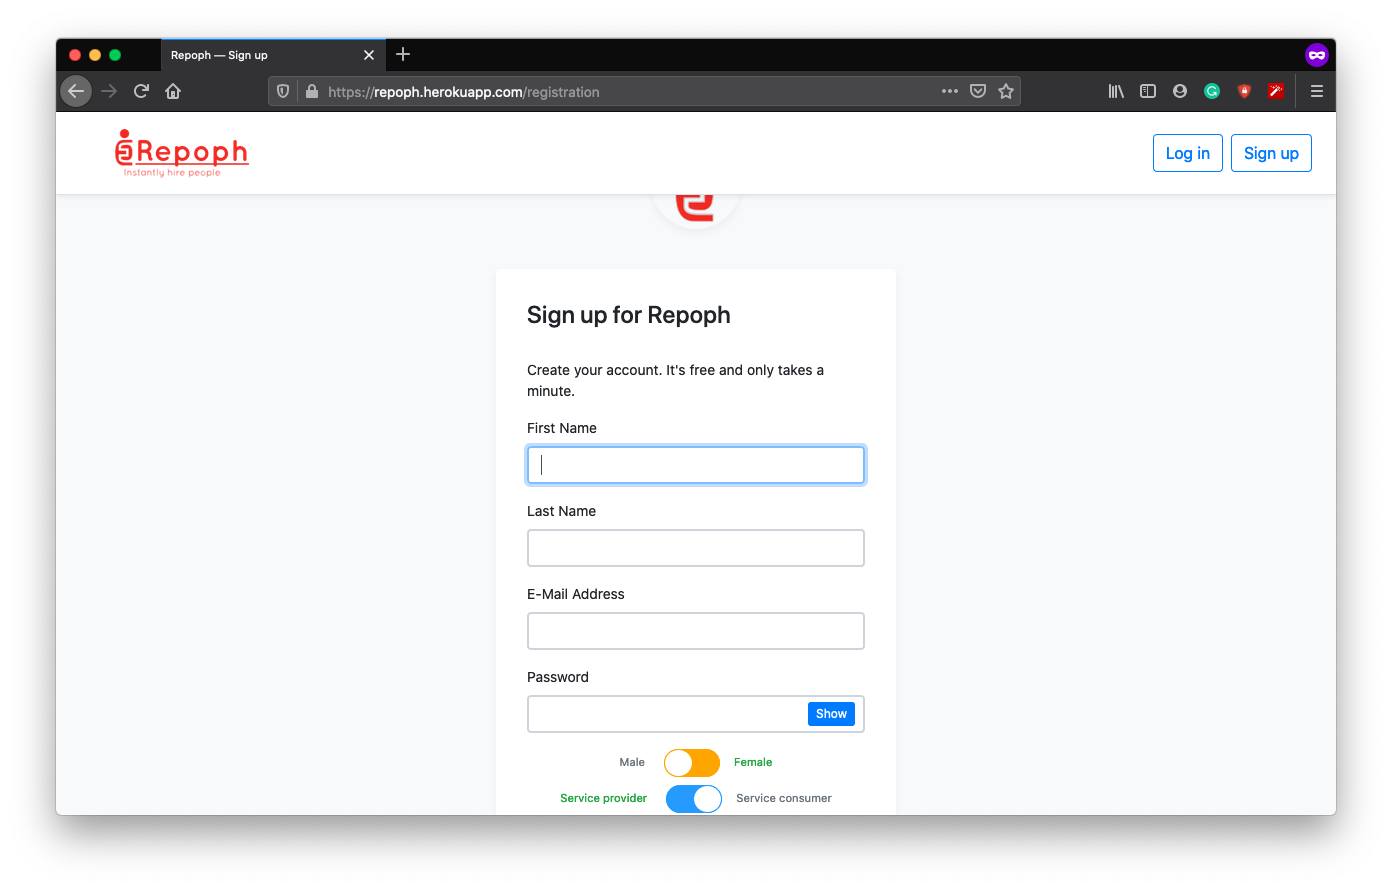 Repoph — Sign up
https://repoph.herokuapp.com/registration
Repoph
Instantly hire people
Log in
Sign up
Sign up for Repoph
Create your account. It's free and only takes a
minute.
First Name
Last Name
E-Mail Address
Password
Show
Male
Female
Service provider
Service consumer